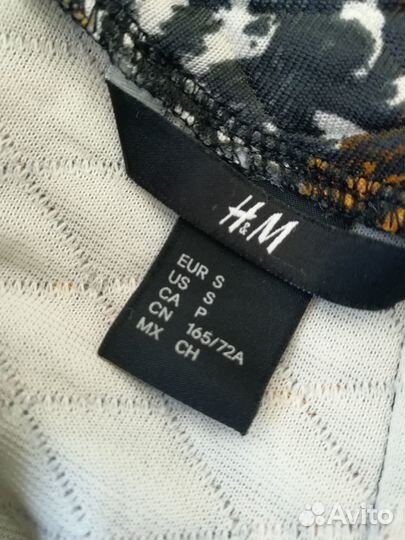 H&M
EUR S
US S
CA P
CN 165/72A
MX CH
Avito